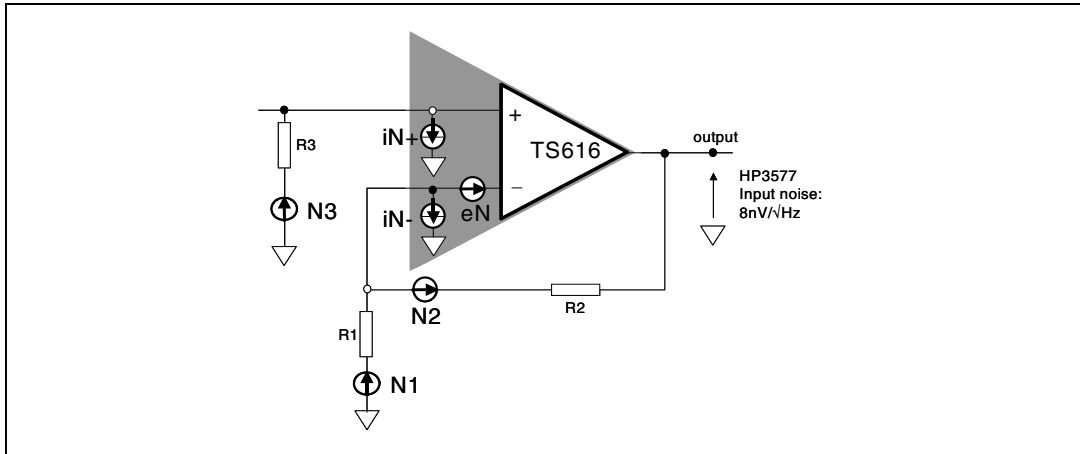 R3
N3
iN+
iN-
eN
+
−
TS616
output
HP3577
Input noise:
8nV/√Hz
N2
R2
R1
N1